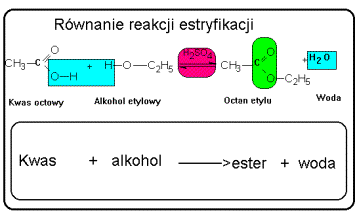 Równanie reakcji estryfikacji
CH₃—C O O—H + H—O—C₂H₅ H₂SO₄ CH₃—C O O—C₂H₅ + H₂O
Kwas octowy Alkohol etylowy Octan etylu Woda
Kwas + alkohol ———>ester + woda